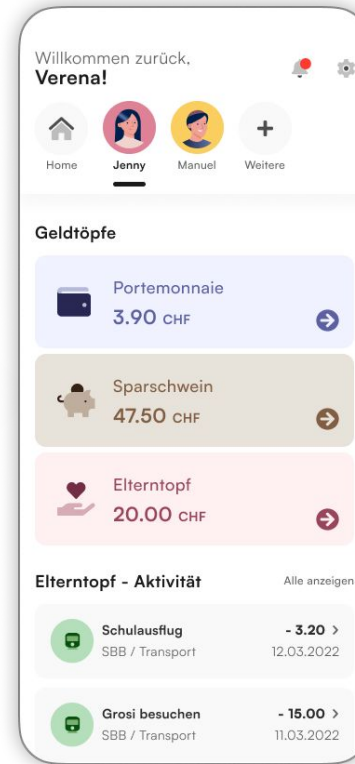 Willkommen zurück,
Verena!
Home Jenny Manuel Weitere
Geldtöpfe
Portemonnaie
3.90 CHF
Sparschwein
47.50 CHF
Elterntopf
20.00 CHF
Elterntopf - Aktivität Alle anzeigen
Schulausflug - 3.20
SBB / Transport 12.03.2022
Grosi besuchen - 15.00
SBB / Transport 11.03.2022